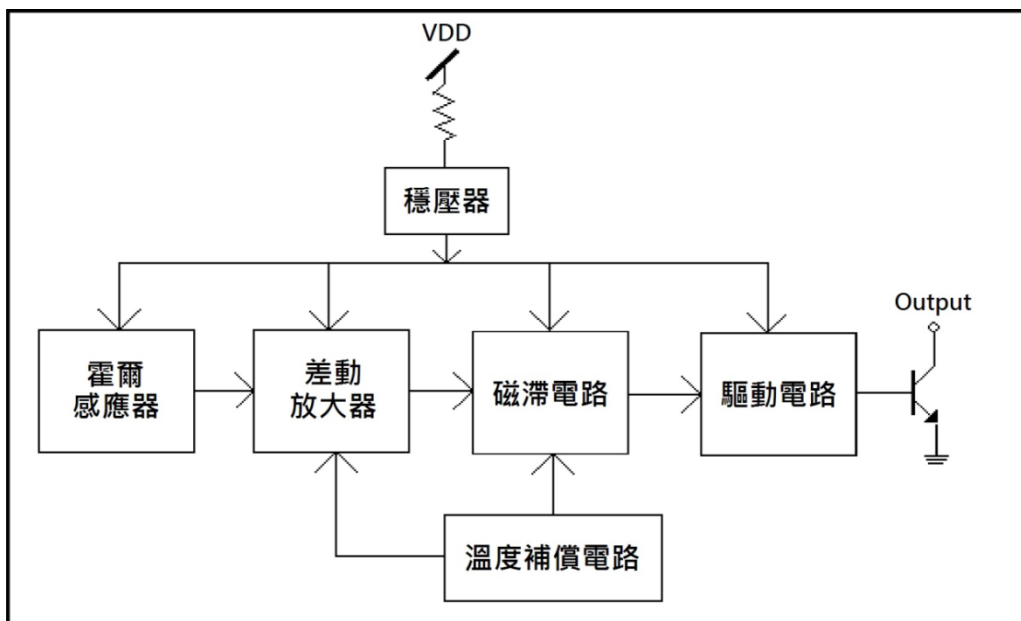 VDD
穩壓器
Output
霍爾
感應器
差動
放大器
磁滯電路
驅動電路
溫度補償電路